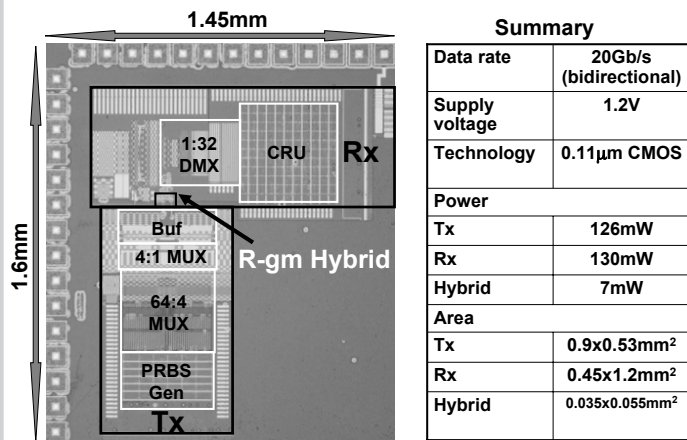 1.45mm
1.6mm
1:32
DMX
CRU
Rx
Buf
4:1 MUX
R-gm Hybrid
64:4
MUX
PRBS
Gen
Tx
Summary
Data rate 20Gb/s
(bidirectional)
Supply
voltage 1.2V
Technology 0.11μm CMOS
Power
Tx 126mW
Rx 130mW
Hybrid 7mW
Area
Tx 0.9x0.53mm²
Rx 0.45x1.2mm²
Hybrid 0.035x0.055mm²